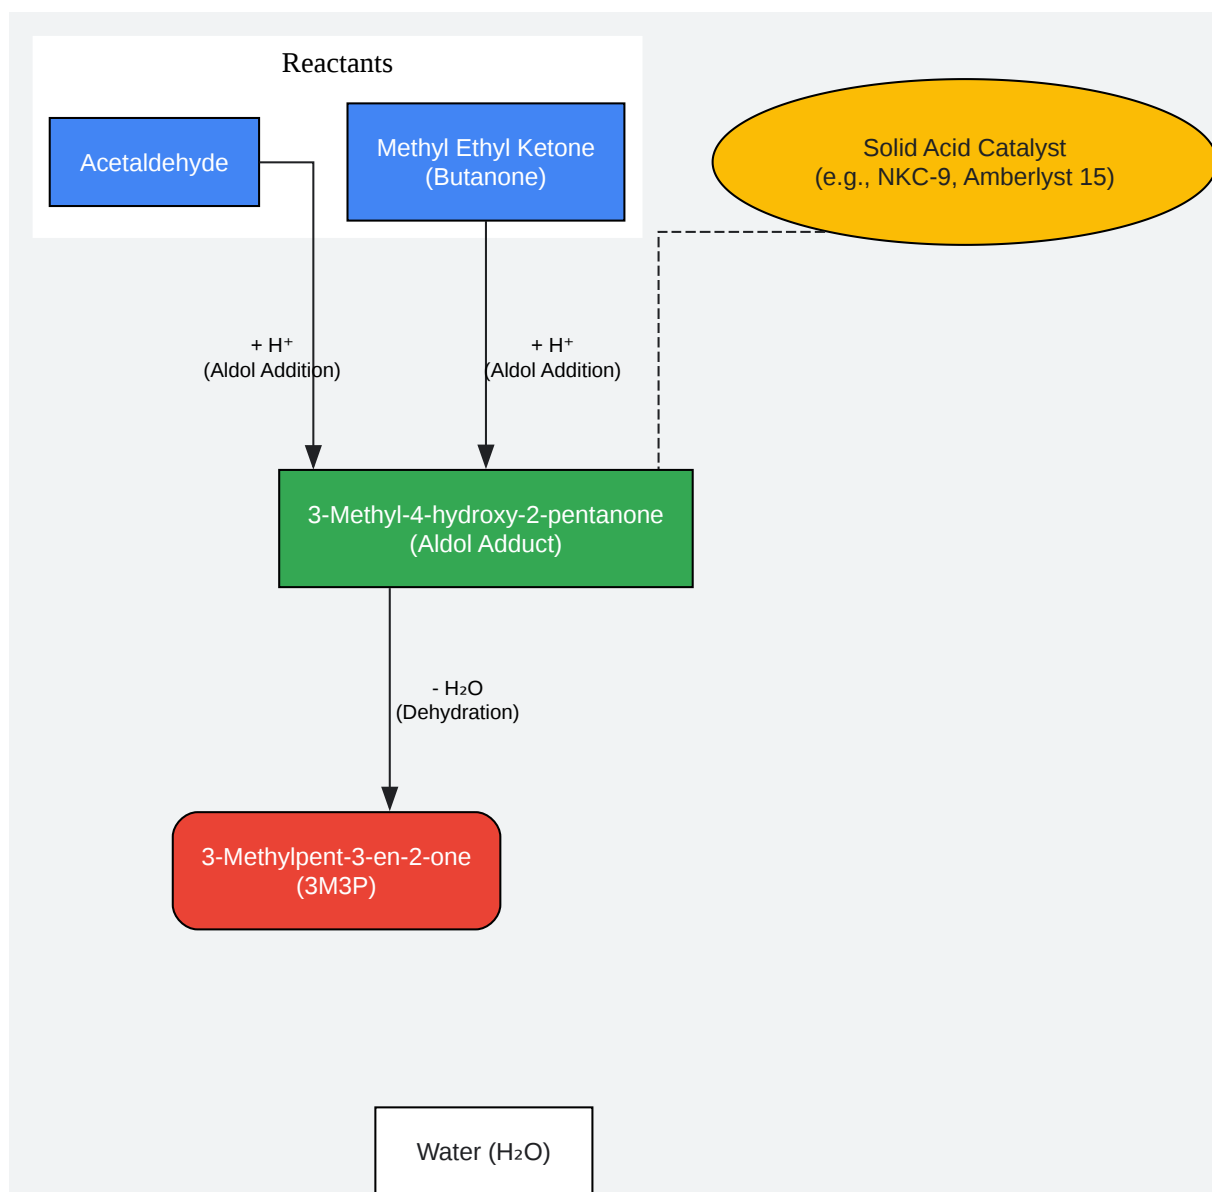 Reactants
Acetaldehyde
Methyl Ethyl Ketone
(Butanone)
Solid Acid Catalyst
(e.g., NKC-9, Amberlyst 15)
+ H⁺
(Aldol Addition)
+ H⁺
(Aldol Addition)
3-Methyl-4-hydroxy-2-pentanone
(Aldol Adduct)
- H₂O
(Dehydration)
3-Methylpent-3-en-2-one
(3M3P)
Water (H₂O)